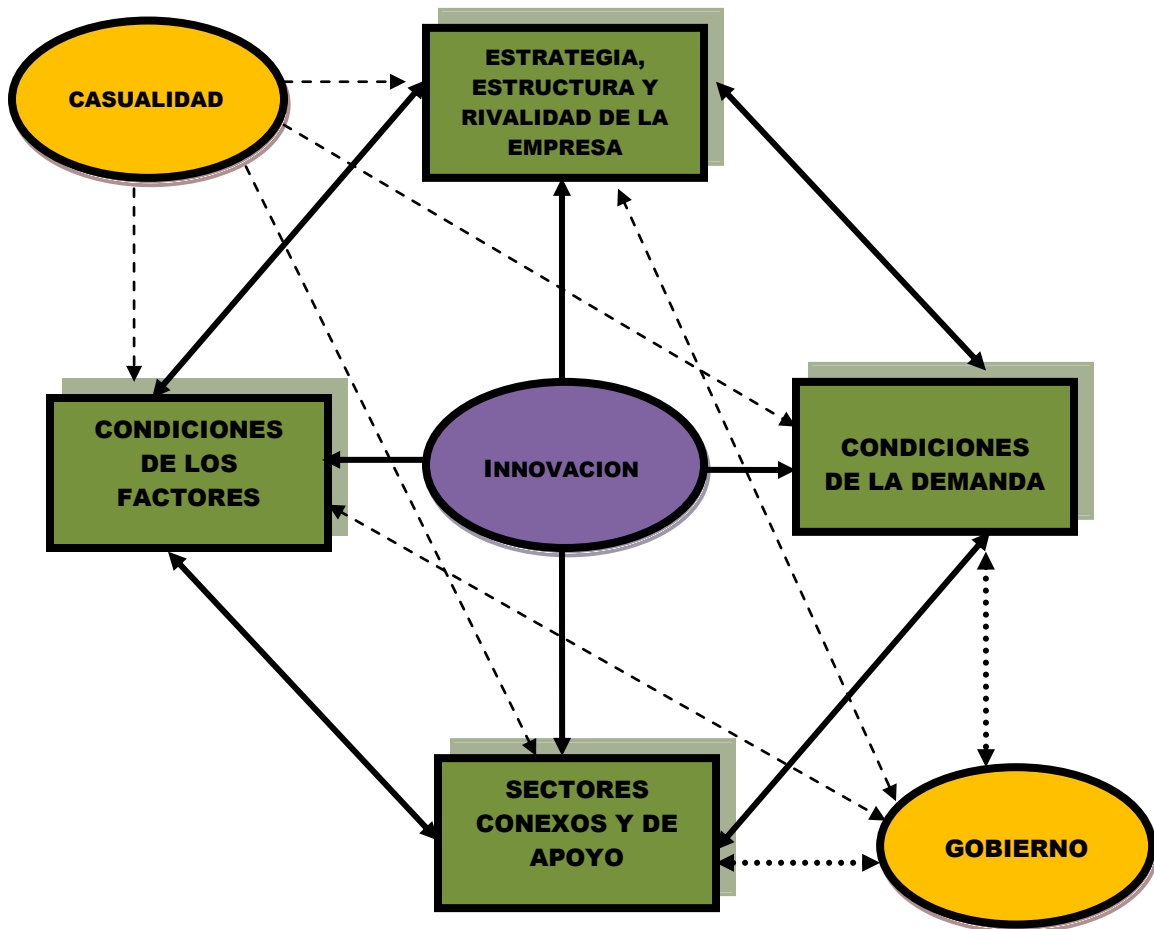 CASUALIDAD
ESTRATEGIA,
ESTRUCTURA Y
RIVALIDAD DE LA
EMPRESA
CONDICIONES
DE LOS
FACTORES
INNOVACION
CONDICIONES
DE LA DEMANDA
SECTORES
CONEXOS Y DE
APOYO
GOBIERNO